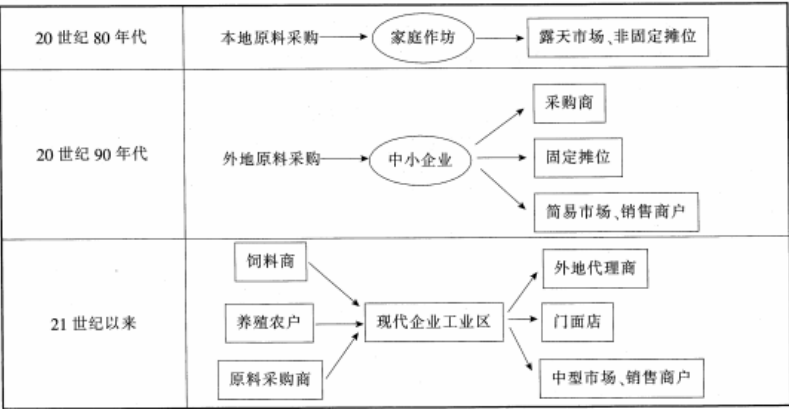 20世纪80年代
本地原料采购
家庭作坊
露天市场、非固定摊位
20世纪90年代
外地原料采购
中小企业
采购商
固定摊位
简易市场、销售商户
21世纪以来
饲料商
养殖农户
原料采购商
现代企业工业区
外地代理商
门面店
中型市场、销售商户